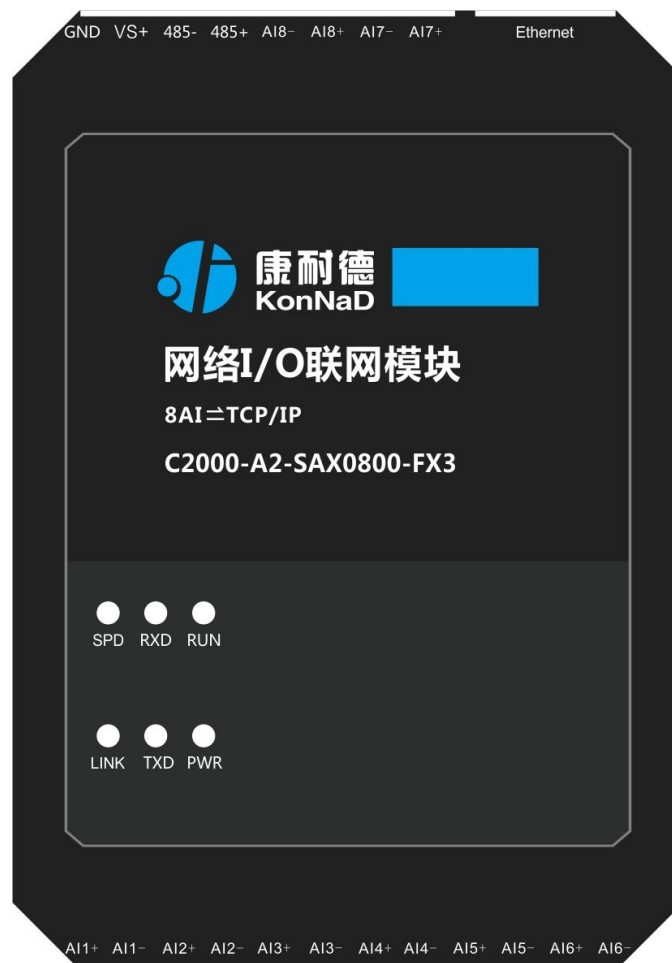 GND VS+ 485- 485+ AI8- AI8+ AI7- AI7+ Ethernet
康耐德
KonNaD
网络I/O联网模块
8AI⇌TCP/IP
C2000-A2-SAX0800-FX3
SPD RXD RUN
LINK TXD PWR
AI1+ AI1- AI2+ AI2- AI3+ AI3- AI4+ AI4- AI5+ AI5- AI6+ AI6-